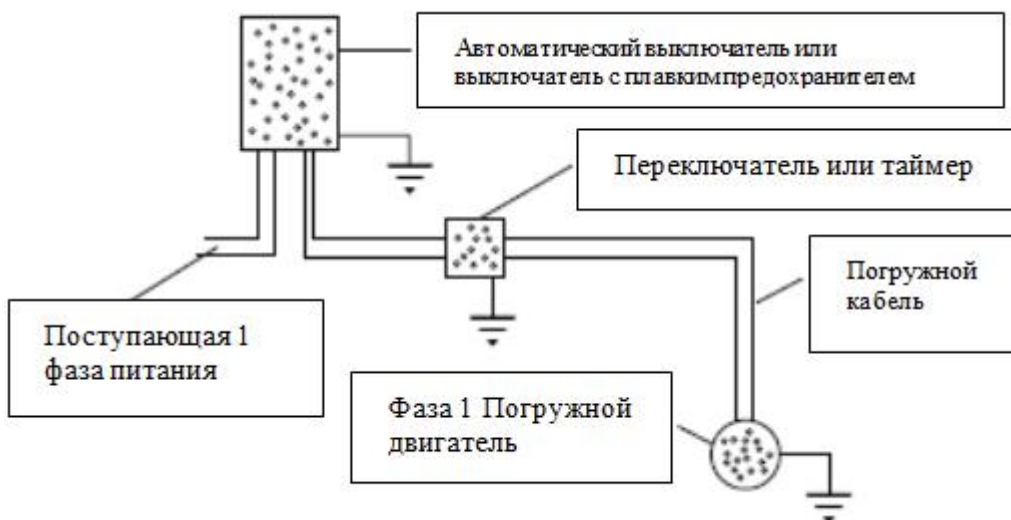 Автоматический выключатель или
выключатель с плавкимпредохранителем
Переключатель или таймер
Погружной
кабель
Поступающая 1
фаза питания
Фаза 1 Погружной
двигатель